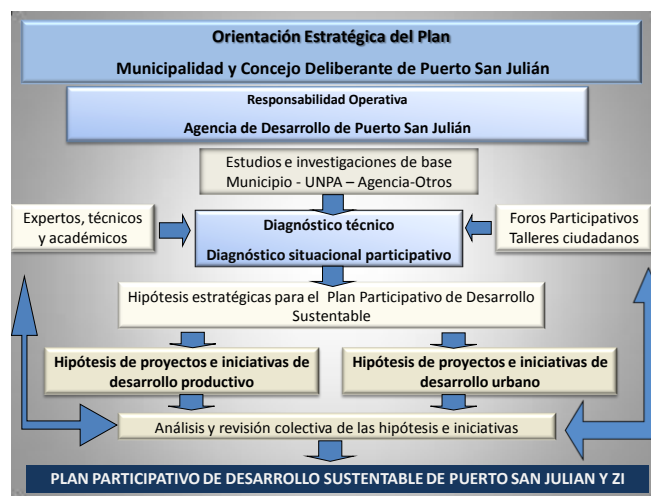 Orientación Estratégica del Plan
Municipalidad y Concejo Deliberante de Puerto San Julián
Responsabilidad Operativa
Agencia de Desarrollo de Puerto San Julián
Estudios e investigaciones de base
Municipio - UNPA – Agencia-Otros
Expertos, técnicos
y académicos
Diagnóstico técnico
Diagnóstico situacional participativo
Foros Participativos
Talleres ciudadanos
Hipótesis estratégicas para el Plan Participativo de Desarrollo
Sustentable
Hipótesis de proyectos e iniciativas de
desarrollo productivo
Hipótesis de proyectos e iniciativas de
desarrollo urbano
Análisis y revisión colectiva de las hipótesis e iniciativas
PLAN PARTICIPATIVO DE DESARROLLO SUSTENTABLE DE PUERTO SAN JULIAN Y ZI